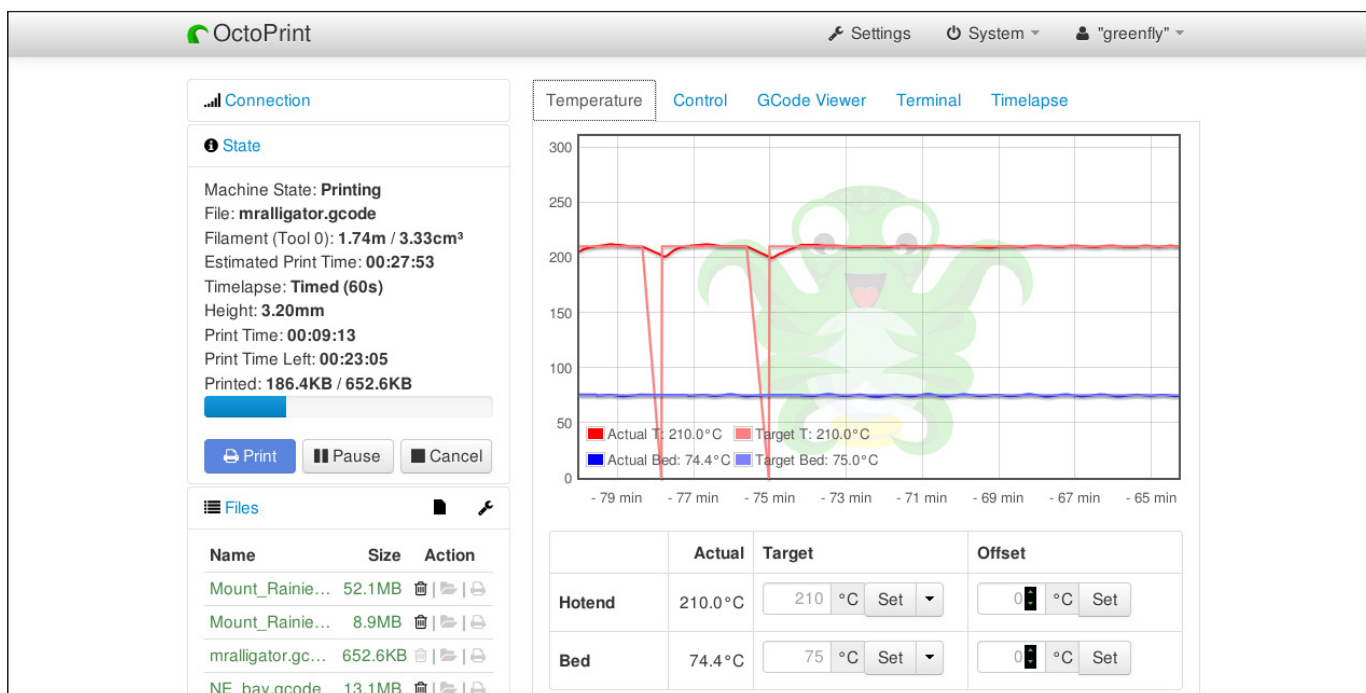 OctoPrint
Settings System "greenfly"
Connection
State
Machine State: Printing
File: mralligator.gcode
Filament (Tool 0): 1.74m / 3.33cm³
Estimated Print Time: 00:27:53
Timelapse: Timed (60s)
Height: 3.20mm
Print Time: 00:09:13
Print Time Left: 00:23:05
Printed: 186.4KB / 652.6KB
Print Pause Cancel
Files
Name Size Action
Mount_Rainie... 52.1MB | |
Mount_Rainie... 8.9MB | |
mralligator.gc... 652.6KB | |
NE_bay.gcode 13.1MB | |
Temperature Control GCode Viewer Terminal Timelapse
300
250
200
150
100
50
0
Actual T: 210.0°C Target T: 210.0°C
Actual Bed: 74.4°C Target Bed: 75.0°C
- 79 min - 77 min - 75 min - 73 min - 71 min - 69 min - 67 min - 65 min
Actual Target Offset
Hotend 210.0°C 210 °C Set 0 °C Set
Bed 74.4°C 75 °C Set 0 °C Set